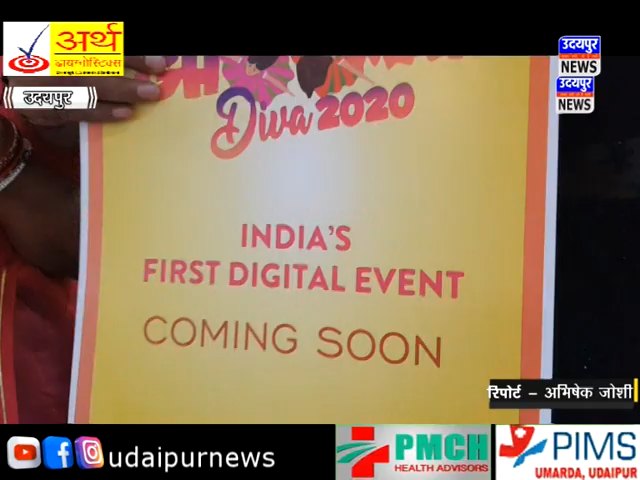 अर्थ
डायग्नोस्टिक्स
उदयपुर
उदयपुर
NEWS
उदयपुर
NEWS
Diva 2020
INDIA'S
FIRST DIGITAL EVENT
COMING SOON
रिपोर्ट - अभिषेक जोशी
udaipurnews
PMCH
HEALTH ADVISORS
PIMS
UMARDA, UDAIPUR